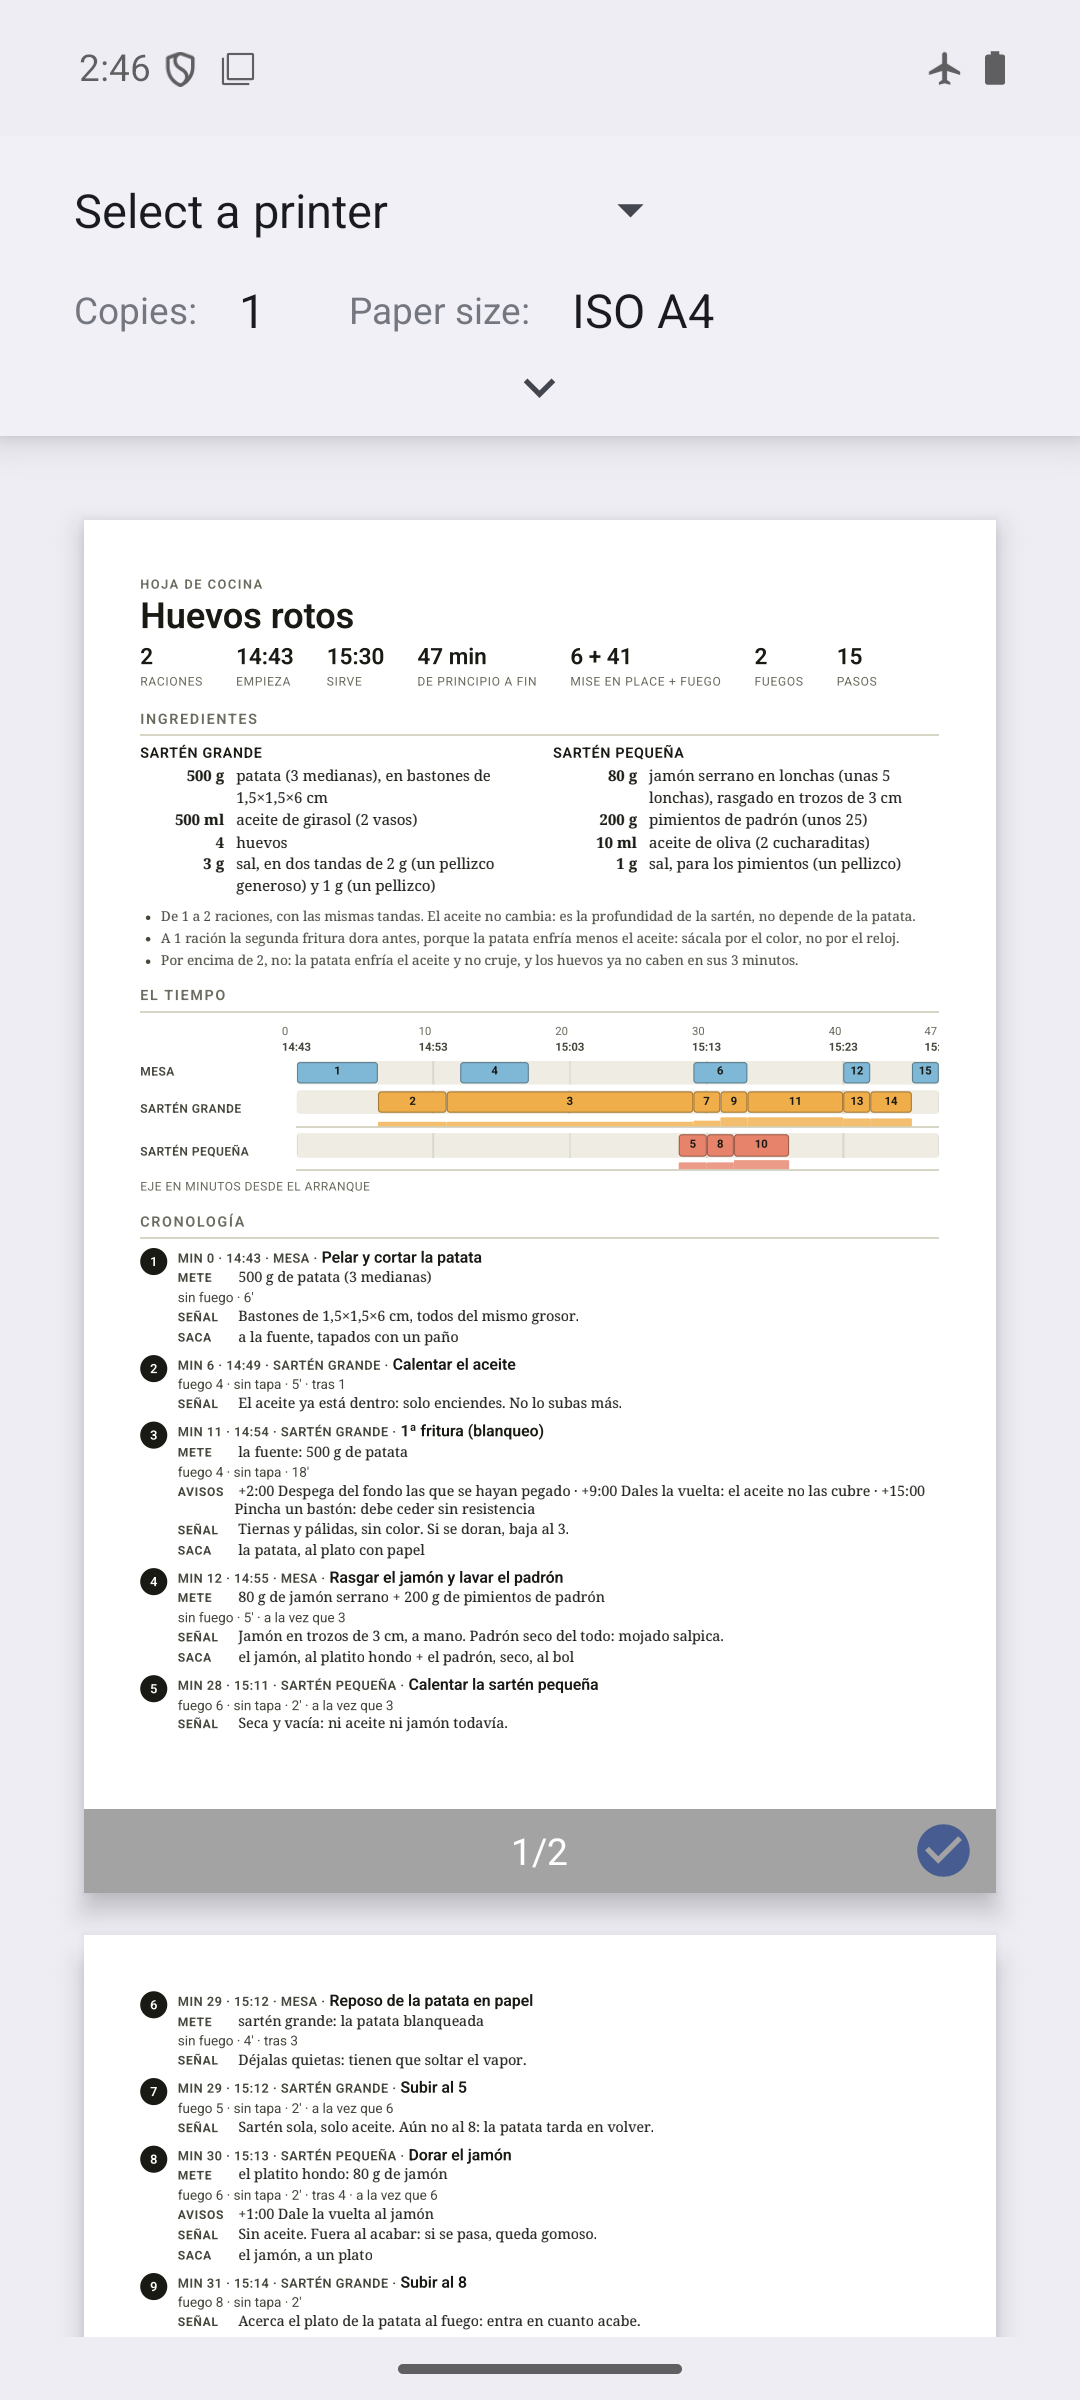 2:46
Select a printer
Copies: 1 Paper size: ISO A4
HOJA DE COCINA
Huevos rotos
2 14:43 15:30 47 min 6 + 41 2 15
RACIONES EMPIEZA SIRVE DE PRINCIPIO A FIN MISE EN PLACE + FUEGO FUEGOS PASOS
INGREDIENTES
SARTÉN GRANDE
500 g patata (3 medianas), en bastones de
1,5×1,5×6 cm
500 ml aceite de girasol (2 vasos)
4 huevos
3 g sal, en dos tandas de 2 g (un pellizco
generoso) y 1 g (un pellizco)
SARTÉN PEQUEÑA
80 g jamón serrano en lonchas (unas 5
lonchas), rasgado en trozos de 3 cm
200 g pimientos de padrón (unos 25)
10 ml aceite de oliva (2 cucharaditas)
1 g sal, para los pimientos (un pellizco)
• De 1 a 2 raciones, con las mismas tandas. El aceite no cambia: es la profundidad de la sartén, no depende de la patata.
• A 1 ración la segunda fritura dora antes, porque la patata enfría menos el aceite: sácala por el color, no por el reloj.
• Por encima de 2, no: la patata enfría el aceite y no cruje, y los huevos ya no caben en sus 3 minutos.
EL TIEMPO
0 10 20 30 40 47
14:43 14:53 15:03 15:13 15:23 15:
MESA 1 4 6 12 15
SARTÉN GRANDE 2 3 7 9 11 13 14
SARTÉN PEQUEÑA 5 8 10
EJE EN MINUTOS DESDE EL ARRANQUE
CRONOLOGÍA
1 MIN 0 · 14:43 · MESA · Pelar y cortar la patata
METE 500 g de patata (3 medianas)
sin fuego · 6'
SEÑAL Bastones de 1,5×1,5×6 cm, todos del mismo grosor.
SACA a la fuente, tapados con un paño
2 MIN 6 · 14:49 · SARTÉN GRANDE · Calentar el aceite
fuego 4 · sin tapa · 5' · tras 1
SEÑAL El aceite ya está dentro: solo enciendes. No lo subas más.
3 MIN 11 · 14:54 · SARTÉN GRANDE · 1ª fritura (blanqueo)
METE la fuente: 500 g de patata
fuego 4 · sin tapa · 18'
AVISOS +2:00 Despega del fondo las que se hayan pegado · +9:00 Dales la vuelta: el aceite no las cubre · +15:00
Pincha un bastón: debe ceder sin resistencia
SEÑAL Tiernas y pálidas, sin color. Si se doran, baja al 3.
SACA la patata, al plato con papel
4 MIN 12 · 14:55 · MESA · Rasgar el jamón y lavar el padrón
METE 80 g de jamón serrano + 200 g de pimientos de padrón
sin fuego · 5' · a la vez que 3
SEÑAL Jamón en trozos de 3 cm, a mano. Padrón seco del todo: mojado salpica.
SACA el jamón, al platito hondo + el padrón, seco, al bol
5 MIN 28 · 15:11 · SARTÉN PEQUEÑA · Calentar la sartén pequeña
fuego 6 · sin tapa · 2' · a la vez que 3
SEÑAL Seca y vacía: ni aceite ni jamón todavía.
1/2
6 MIN 29 · 15:12 · MESA · Reposo de la patata en papel
METE sartén grande: la patata blanqueada
sin fuego · 4' · tras 3
SEÑAL Déjalas quietas: tienen que soltar el vapor.
7 MIN 29 · 15:12 · SARTÉN GRANDE · Subir al 5
fuego 5 · sin tapa · 2' · a la vez que 6
SEÑAL Sartén sola, solo aceite. Aún no al 8: la patata tarda en volver.
8 MIN 30 · 15:13 · SARTÉN PEQUEÑA · Dorar el jamón
METE el platito hondo: 80 g de jamón
fuego 6 · sin tapa · 2' · tras 4 · a la vez que 6
AVISOS +1:00 Dale la vuelta al jamón
SEÑAL Sin aceite. Fuera al acabar: si se pasa, queda gomoso.
SACA el jamón, a un plato
9 MIN 31 · 15:14 · SARTÉN GRANDE · Subir al 8
fuego 8 · sin tapa · 2'
SEÑAL Acerca el plato de la patata al fuego: entra en cuanto acabe.